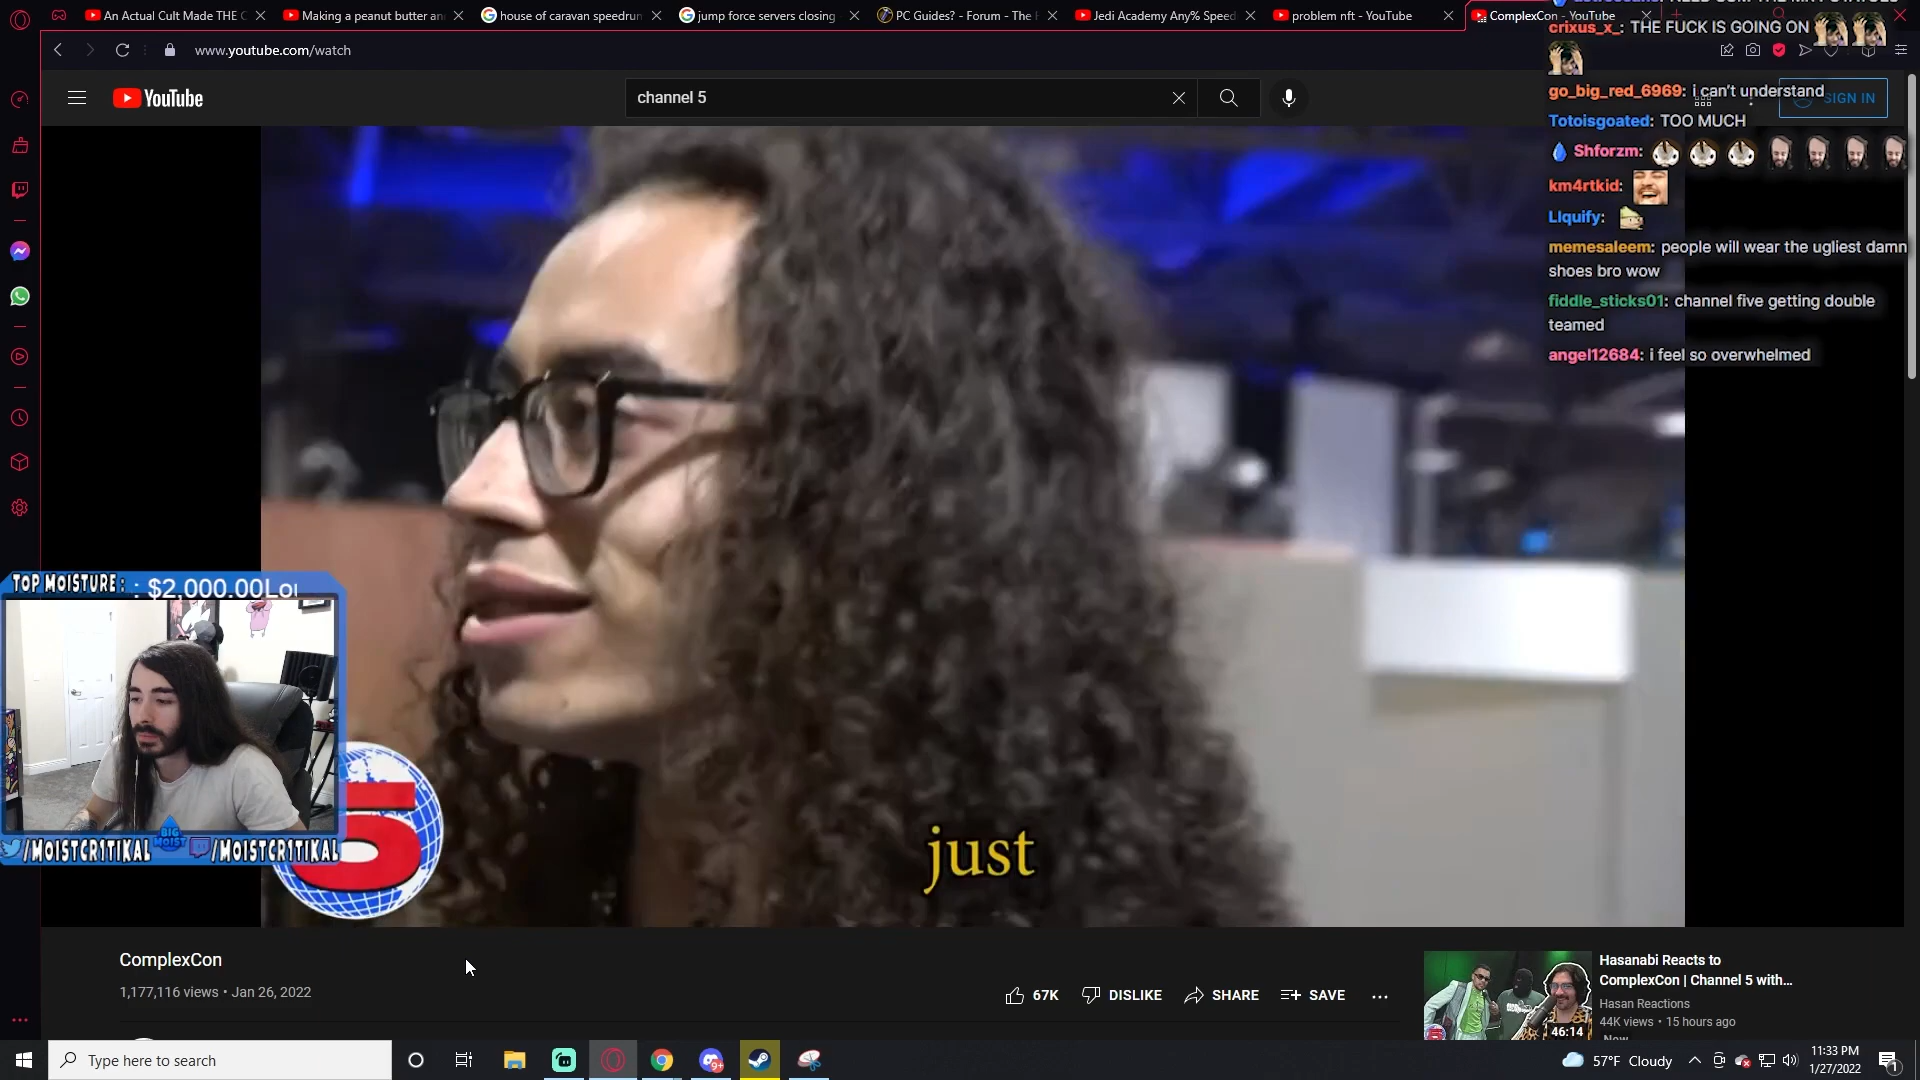 An Actual Cult Made THE
Making a peanut butter an
house of caravan speedrun
jump force servers closing
PC Guides? - Forum - The
Jedi Academy Any% Speed
problem nft - YouTube
ComplexCon - YouTube
www.youtube.com/watch
YouTube
channel 5
SIGN IN
crixus_x_: THE FUCK IS GOING ON
go_big_red_6969: i can't understand
Totoisgoated: TOO MUCH
Shforzm:
km4rtkid:
LIquify:
memesaleem: people will wear the ugliest damn
shoes bro wow
fiddle_sticks01: channel five getting double
teamed
angel12684: i feel so overwhelmed
TOP MOISTURE: : $2,000.00Lo
BIG
MOIST
/MOISTCR1TIKAL
/MOISTCR1TIKAL
5
just
ComplexCon
1,177,116 views • Jan 26, 2022
67K
DISLIKE
SHARE
SAVE
Hasanabi Reacts to
ComplexCon | Channel 5 with...
Hasan Reactions
44K views • 15 hours ago
46:14
Type here to search
9+
57°F Cloudy
11:33 PM
1/27/2022
1